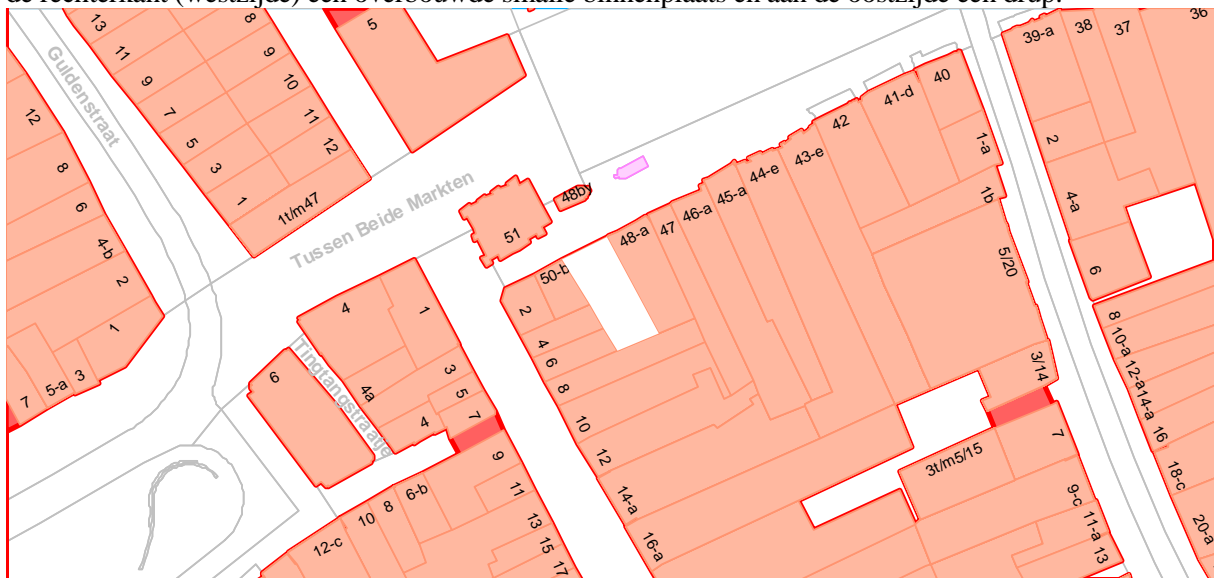 de rechterkant (westzijde) een overbouwde smalle binnenplaats en aan de oostzijde een drup.
13
8
5
36
38
37
39-a
Guldenstraat
11
9
40
9
10
41-d
12
7
11
42
1-a
2
5
12
43-e
8
3
44-e
1b
4-a
6
1
1t/m47
Tussen Beide Markten
48by
45-a
46-a
4-b
51
48-a
47
5/20
2
50-b
6
1
4
1
2
8
4
10-a
6
3
12-a
3/14
5-a
3
6
Tingtangstraatje
4a
5
8
14-a
7
4
7
10
16
7
9
12
3t/m5/15
18-c
6-b
11
14-a
9-c
10
8
13
11-a
20-a
12-c
15
16-a
13
17